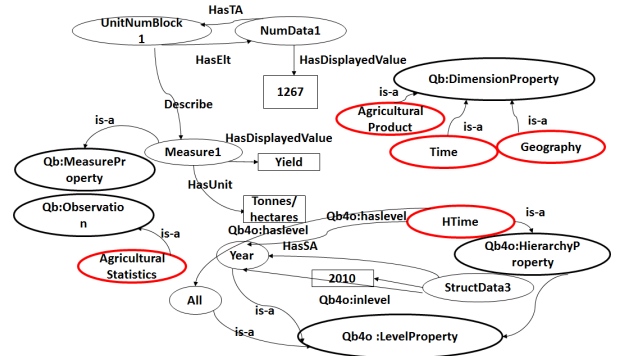 HasTA
UnitNumBlock
1
NumData1
HasElt
HasDisplayedValue
Qb:DimensionProperty
1267
is-a
Agricultural
Product
Describe
is-a
is-a
is-a
HasDisplayedValue
Time
Geography
Measure1
Yield
Qb:MeasurePr
operty
HasUnit
Qb:Observatio
n
Tonnes/
hectares
Qb4o:haslevel
HTime
is-a
Qb4o:haslevel
is-a
HasSA
Qb4o:HierarchyP
roperty
Year
Agricultural
Statistics
2010
StructData3
All
is-a
Qb4o:inlevel
is-a
Qb4o :LevelProperty